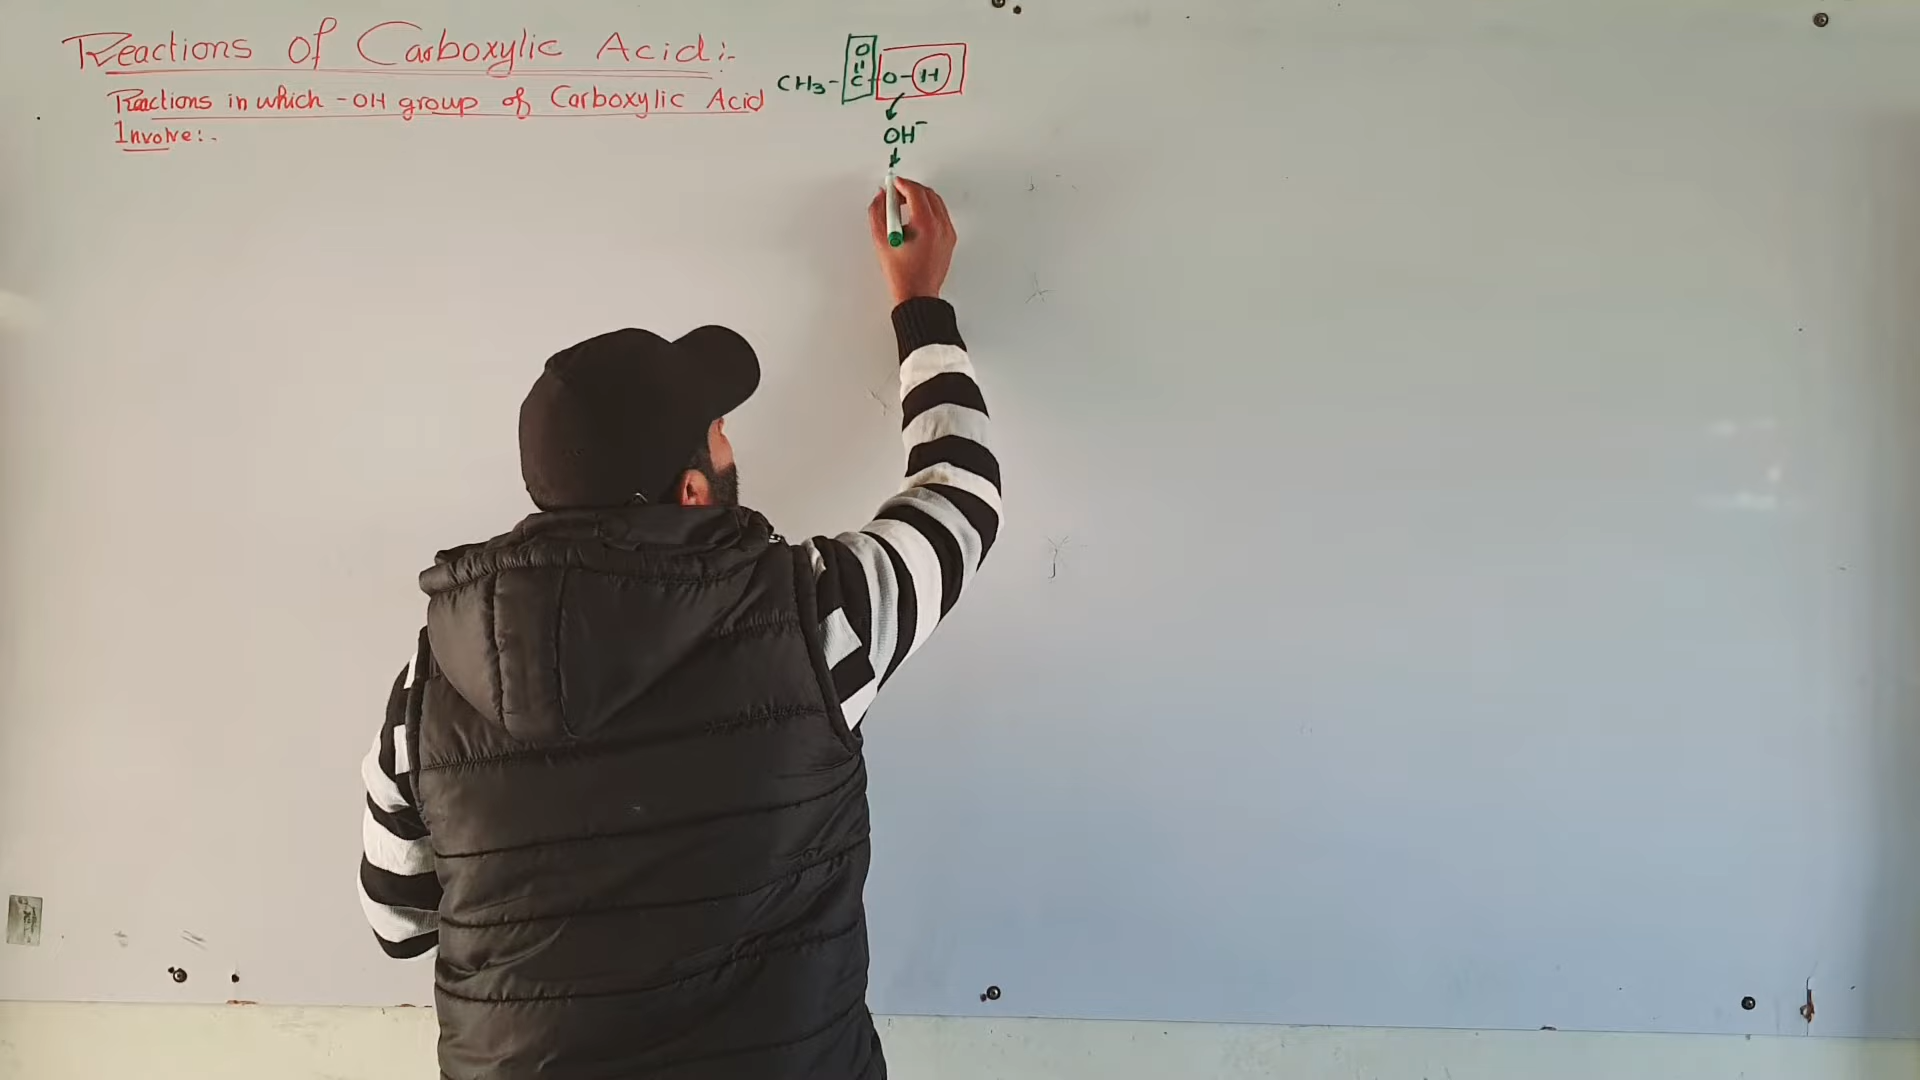 Reactions of Carboxylic Acid:-
Reactions in which -OH group of Carboxylic Acid
Involve:-
O
||
CH3-C-O-H
OH-